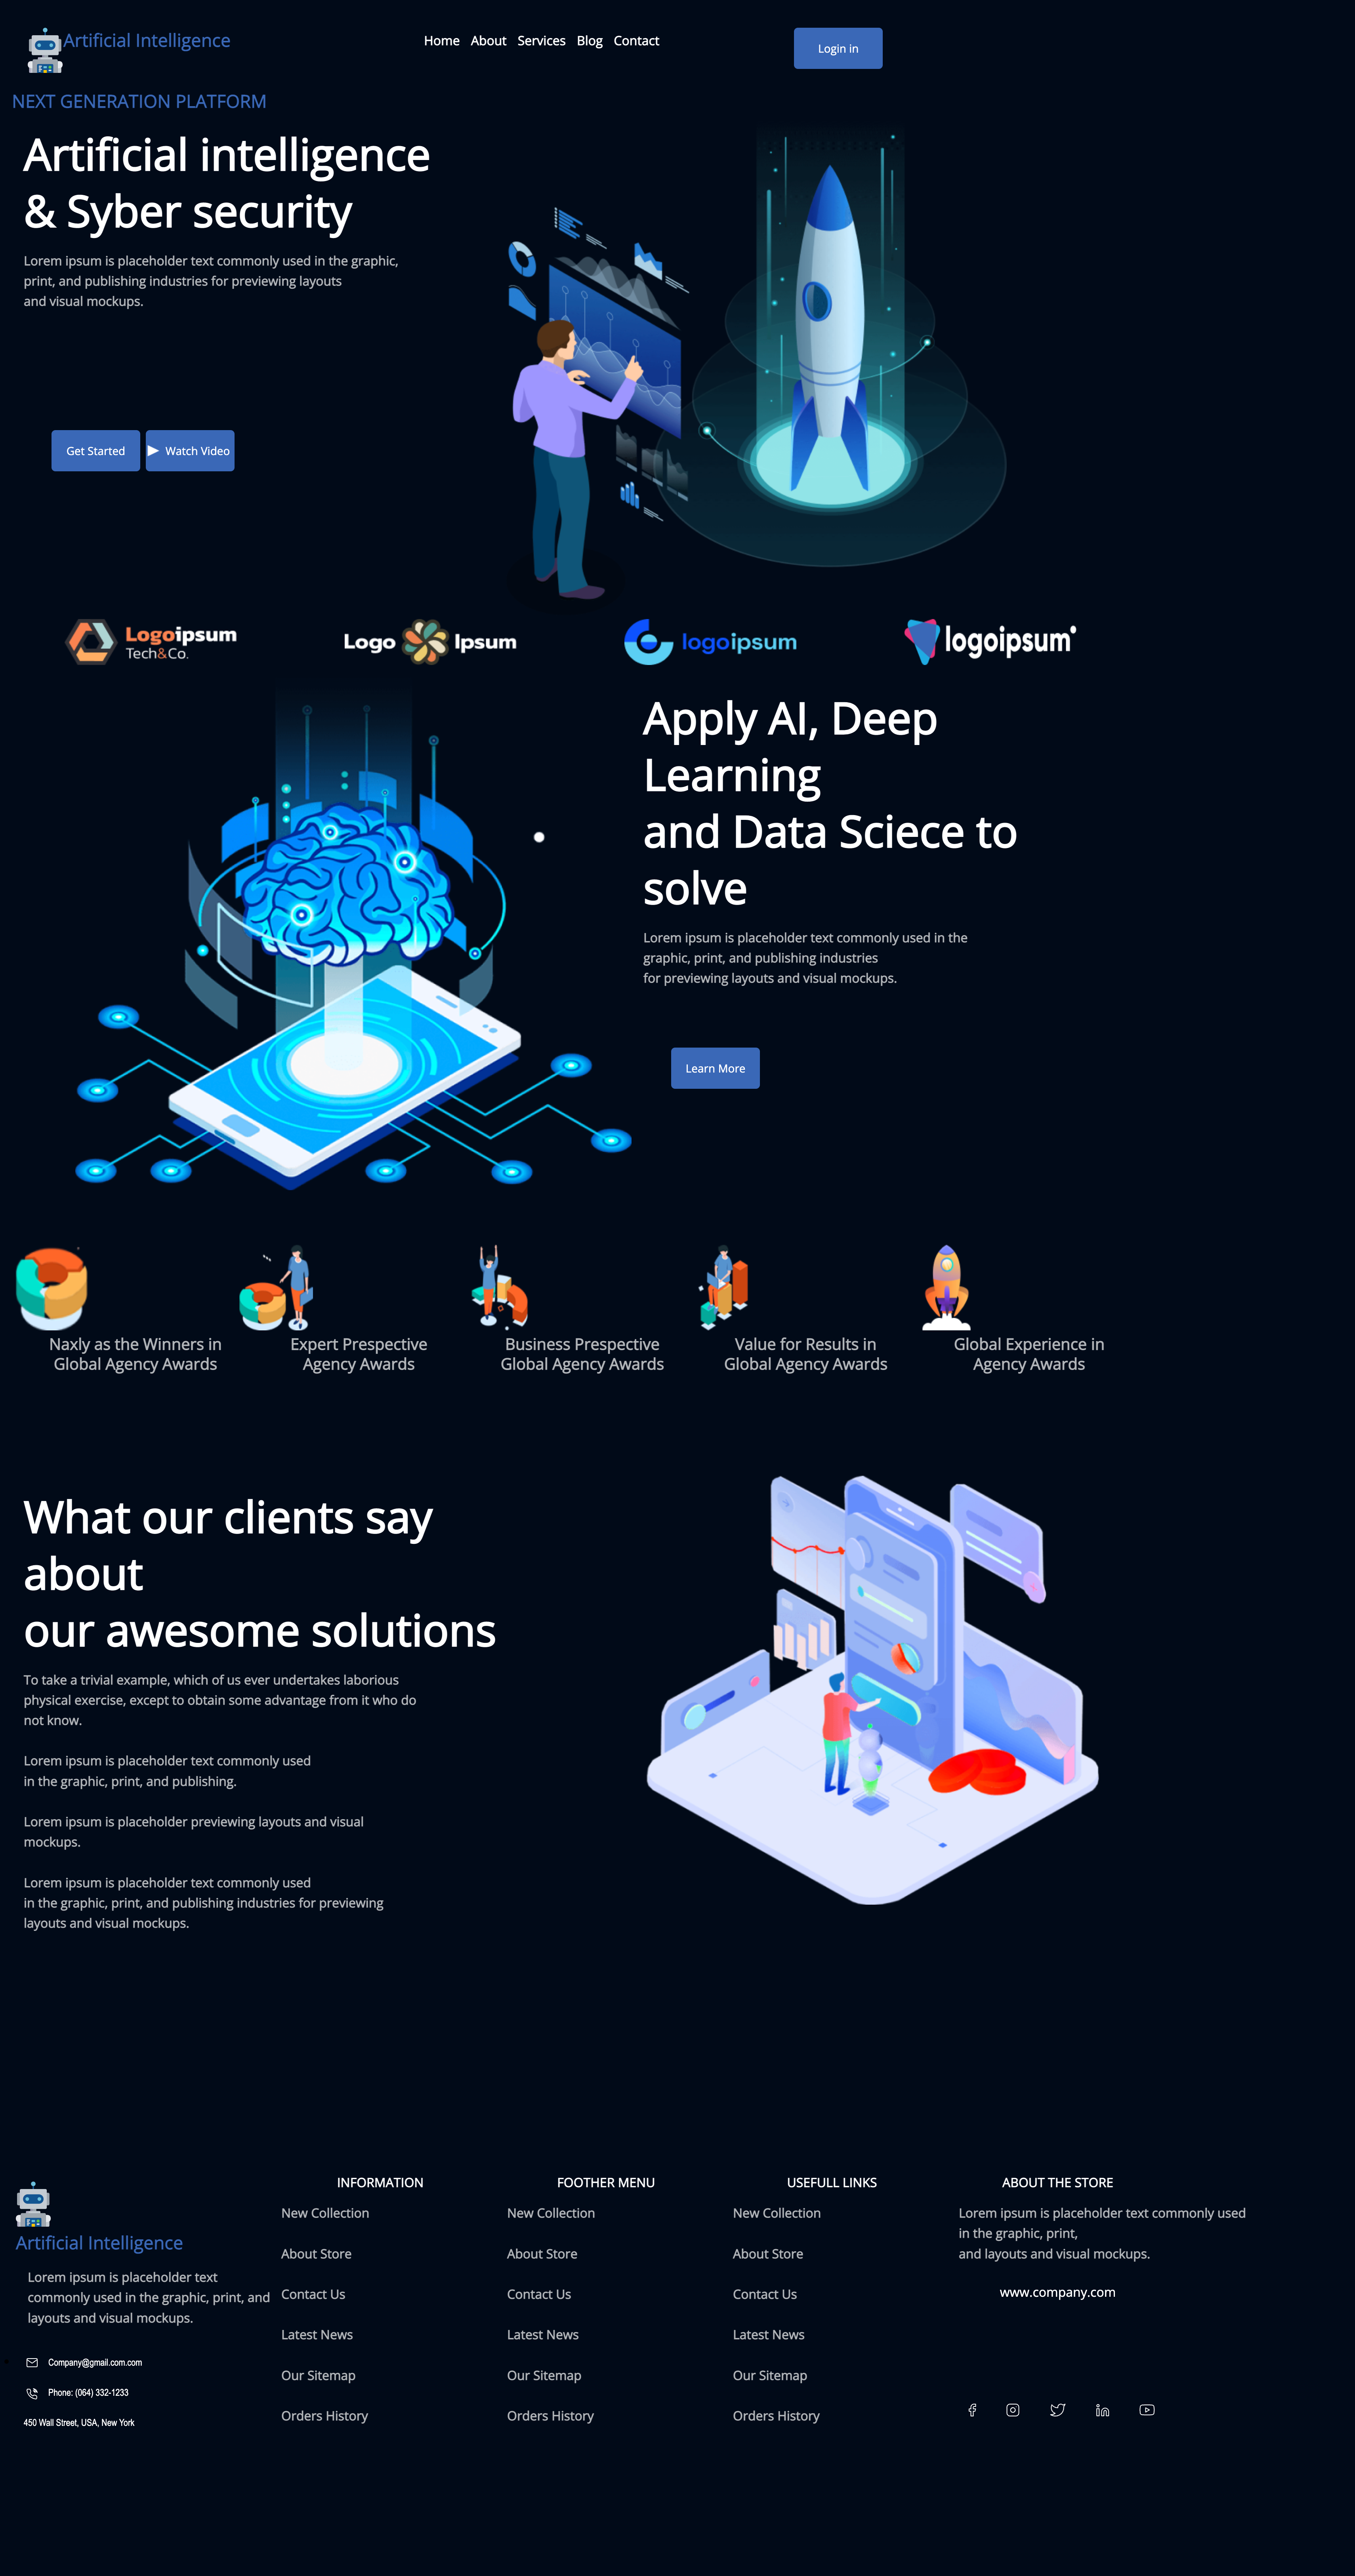 Artificial Intelligence
Home About Services Blog Contact
Login in
NEXT GENERATION PLATFORM
Artificial intelligence
& Syber security
Lorem ipsum is placeholder text commonly used in the graphic,
print, and publishing industries for previewing layouts
and visual mockups.
Get Started
Watch Video
Logoipsum
Tech&Co.
Logo Ipsum
logoipsum
logoipsum
Apply AI, Deep
Learning
and Data Sciece to
solve
Lorem ipsum is placeholder text commonly used in the
graphic, print, and publishing industries
for previewing layouts and visual mockups.
Learn More
Naxly as the Winners in
Global Agency Awards
Expert Prespective
Agency Awards
Business Prespective
Global Agency Awards
Value for Results in
Global Agency Awards
Global Experience in
Agency Awards
What our clients say
about
our awesome solutions
To take a trivial example, which of us ever undertakes laborious
physical exercise, except to obtain some advantage from it who do
not know.
Lorem ipsum is placeholder text commonly used
in the graphic, print, and publishing.
Lorem ipsum is placeholder previewing layouts and visual
mockups.
Lorem ipsum is placeholder text commonly used
in the graphic, print, and publishing industries for previewing
layouts and visual mockups.
Artificial Intelligence
Lorem ipsum is placeholder text
commonly used in the graphic, print, and
layouts and visual mockups.
Company@gmail.com.com
Phone: (064) 332-1233
450 Wall Street, USA, New York
INFORMATION
New Collection
About Store
Contact Us
Latest News
Our Sitemap
Orders History
FOOTHER MENU
New Collection
About Store
Contact Us
Latest News
Our Sitemap
Orders History
USEFULL LINKS
New Collection
About Store
Contact Us
Latest News
Our Sitemap
Orders History
ABOUT THE STORE
Lorem ipsum is placeholder text commonly used
in the graphic, print,
and layouts and visual mockups.
www.company.com